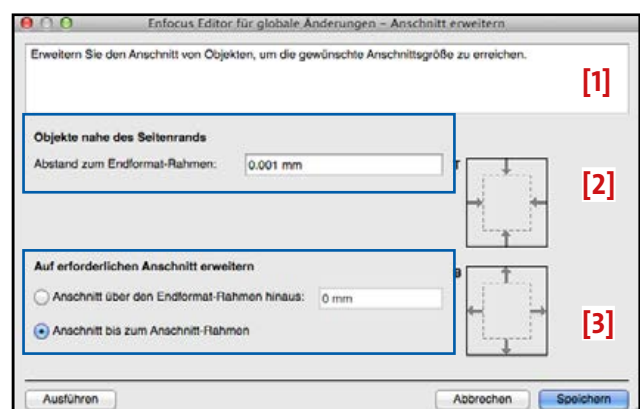 Enfocus Editor für globale Änderungen – Anschnitt erweitern
Erweitern Sie den Anschnitt von Objekten, um die gewünschte Anschnittsgröße zu erreichen.
[1]
Objekte nahe des Seitenrands
Abstand zum Endformat-Rahmen: 0.001 mm
T
[2]
Auf erforderlichen Anschnitt erweitern
Anschnitt über den Endformat-Rahmen hinaus: 0 mm
Anschnitt bis zum Anschnitt-Rahmen
[3]
Ausführen Abbrechen Speichern